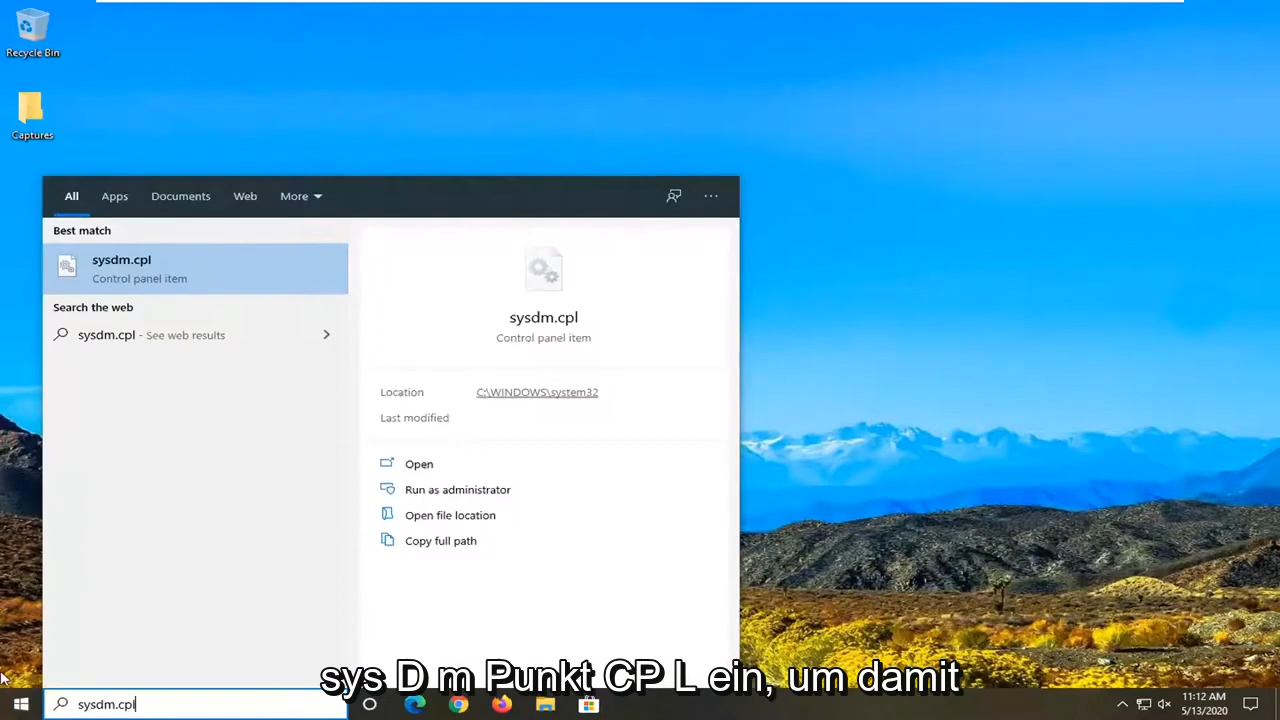 Recycle Bin
Captures
All Apps Documents Web More
Best match
sysdm.cpl
Control panel item
Search the web
sysdm.cpl - See web results
sysdm.cpl
Control panel item
Location C:\WINDOWS\system32
Last modified
Open
Run as administrator
Open file location
Copy full path
sys D m Punkt CP L ein, um damit
sysdm.cpl
11:12 AM
5/13/2020